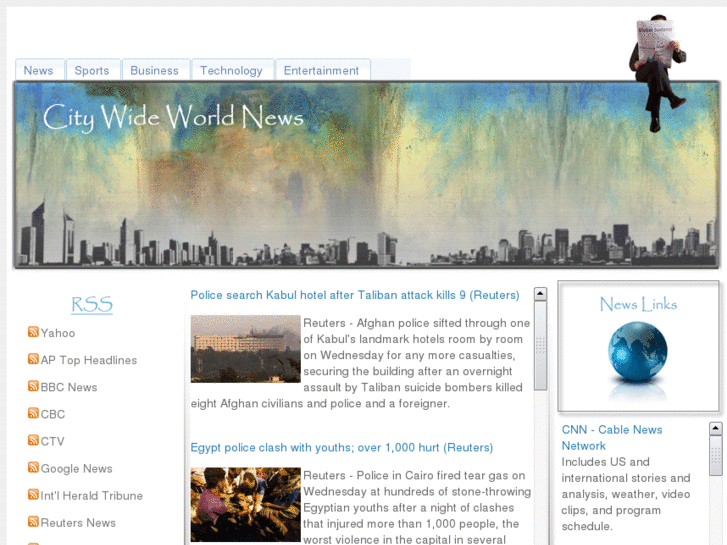 News Sports Business Technology Entertainment
City Wide World News
RSS
Yahoo
AP Top Headlines
BBC News
CBC
CTV
Google News
Int'l Herald Tribune
Reuters News
Police search Kabul hotel after Taliban attack kills 9 (Reuters)
Reuters - Afghan police sifted through one
of Kabul's landmark hotels room by room
on Wednesday for any more casualties,
securing the building after an overnight
assault by Taliban suicide bombers killed
eight Afghan civilians and police and a foreigner.
Egypt police clash with youths; over 1,000 hurt (Reuters)
Reuters - Police in Cairo fired tear gas on
Wednesday at hundreds of stone-throwing
Egyptian youths after a night of clashes
that injured more than 1,000 people, the
worst violence in the capital in several
News Links
CNN - Cable News
Network
Includes US and
international stories and
analysis, weather, video
clips, and program
schedule.